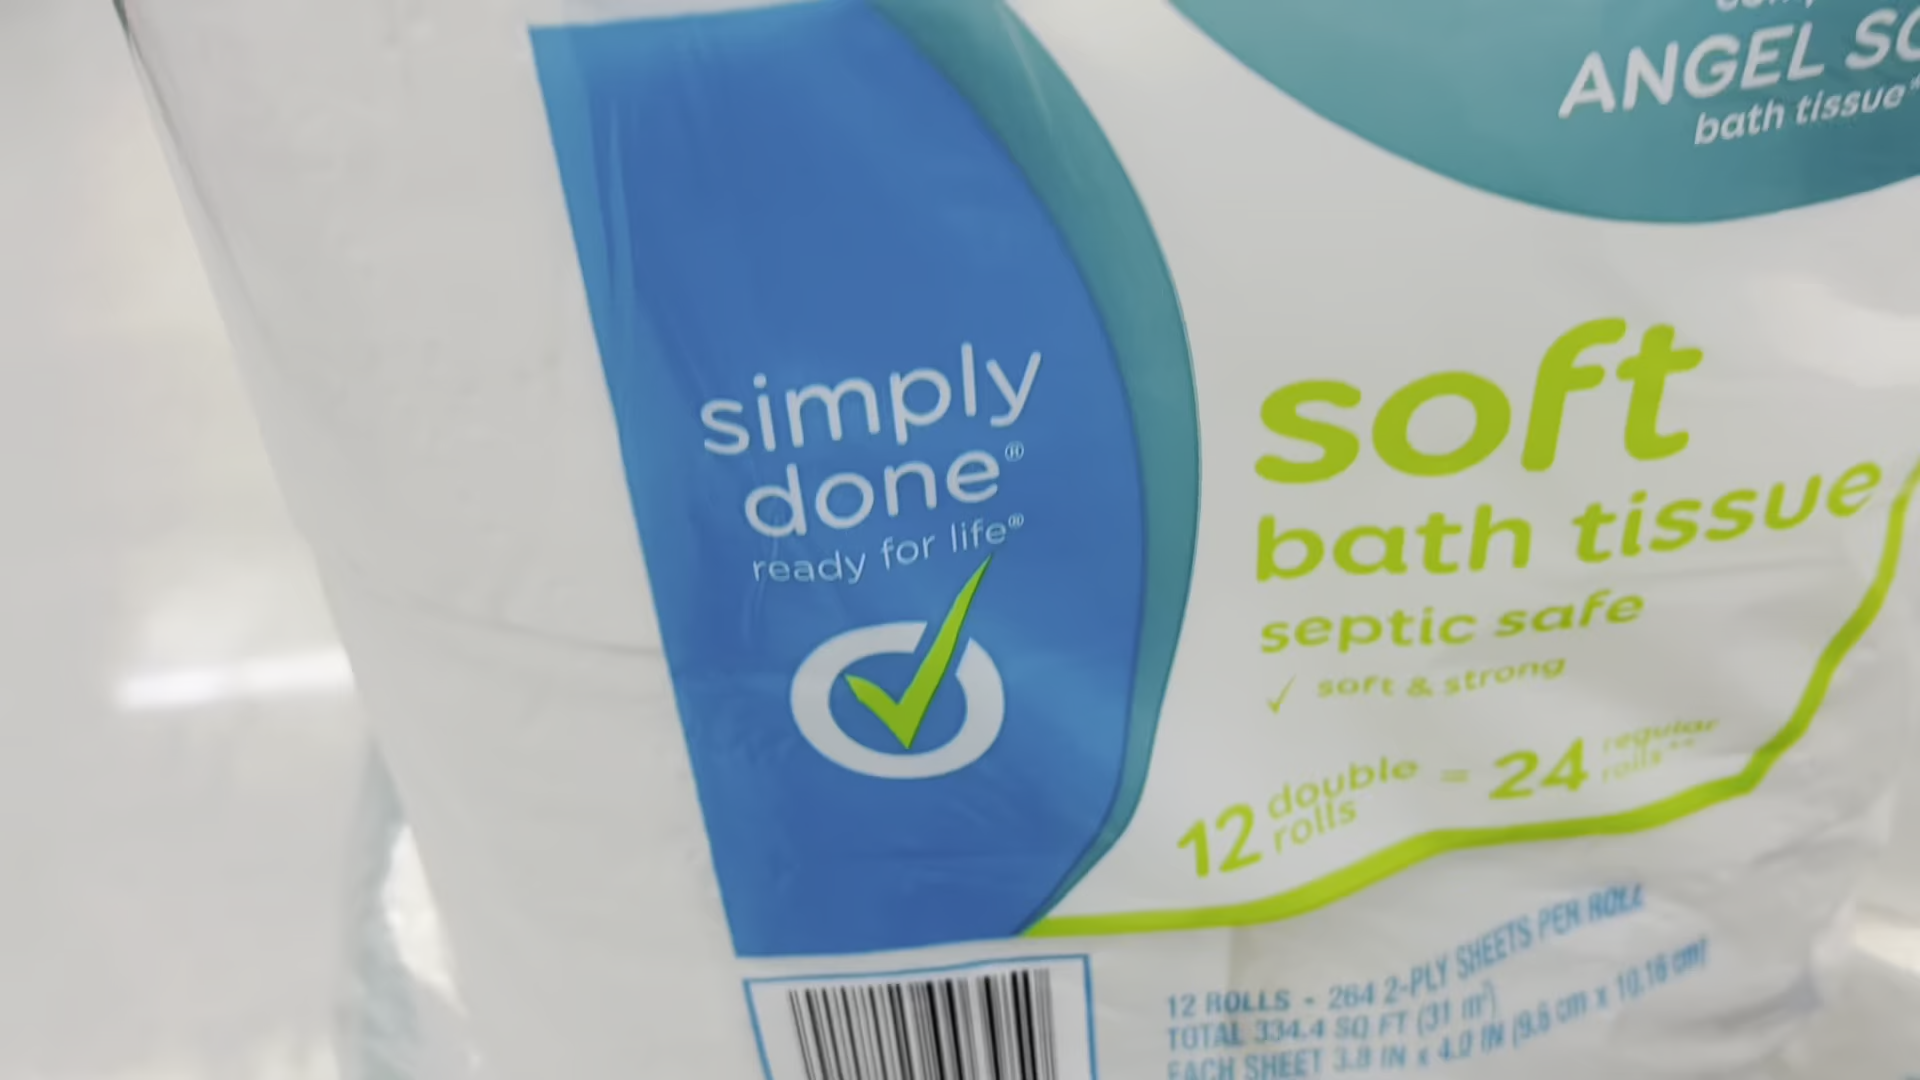 ANGEL
bath tissue*
simply
done®
ready for life®
soft
bath tissue
septic safe
✓ soft & strong
12 double rolls = 24 regular rolls**
12 ROLLS - 264 2-PLY SHEETS PER ROLL
TOTAL 334.4 SQ FT (31 m²)
EACH SHEET 3.8 IN x 4.0 IN (9.6 cm x 10.16 cm)